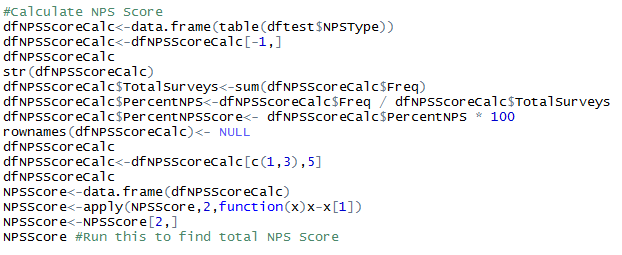 #Calculate NPS Score
dfNPSScoreCalc<-data.frame(table(dftest$NPSType))
dfNPSScoreCalc<-dfNPSScoreCalc[-1,]
dfNPSScoreCalc
str(dfNPSScoreCalc)
dfNPSScoreCalc$TotalSurveys<-sum(dfNPSScoreCalc$Freq)
dfNPSScoreCalc$PercentNPS<-dfNPSScoreCalc$Freq / dfNPSScoreCalc$TotalSurveys
dfNPSScoreCalc$PercentNPSScore<- dfNPSScoreCalc$PercentNPS * 100
rownames(dfNPSScoreCalc)<- NULL
dfNPSScoreCalc
dfNPSScoreCalc<-dfNPSScoreCalc[c(1,3),5]
dfNPSScoreCalc
NPSScore<-data.frame(dfNPSScoreCalc)
NPSScore<-apply(NPSScore,2,function(x)x-x[1])
NPSScore<-NPSScore[2,]
NPSScore #Run this to find total NPS Score